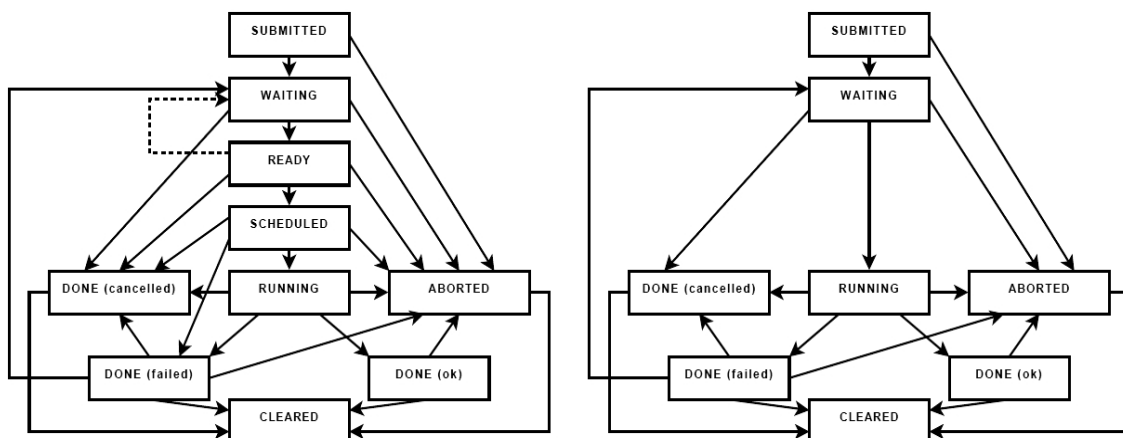 SUBMITTED
WAITING
READY
SCHEDULED
DONE (cancelled)
RUNNING
ABORTED
DONE (failed)
DONE (ok)
CLEARED
SUBMITTED
WAITING
DONE (cancelled)
RUNNING
ABORTED
DONE (failed)
DONE (ok)
CLEARED